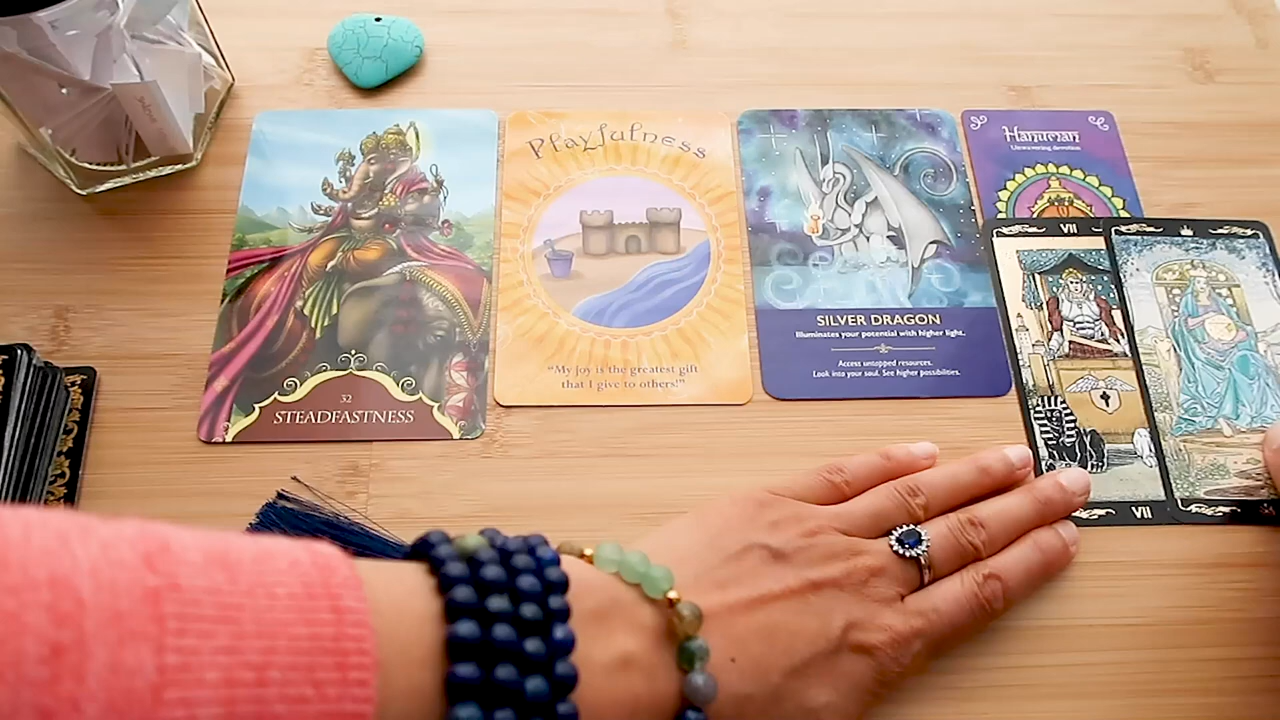 32
STEADFASTNESS
Playfulness
“My joy is the greatest gift
that I give to others!”
SILVER DRAGON
Illuminates your potential with higher light.
Access untapped resources.
Look into your soul. See higher possibilities.
Hanuman
Unwavering devotion
VII
VII